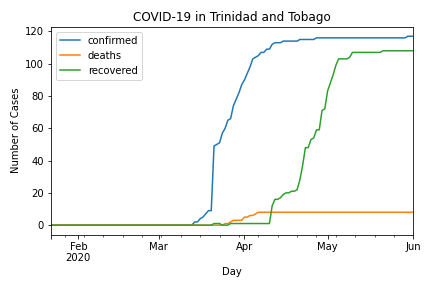 COVID-19 in Trinidad and Tobago
confirmed
deaths
recovered
Number of Cases
120
100
80
60
40
20
0
Feb Mar Apr May Jun
2020
Day